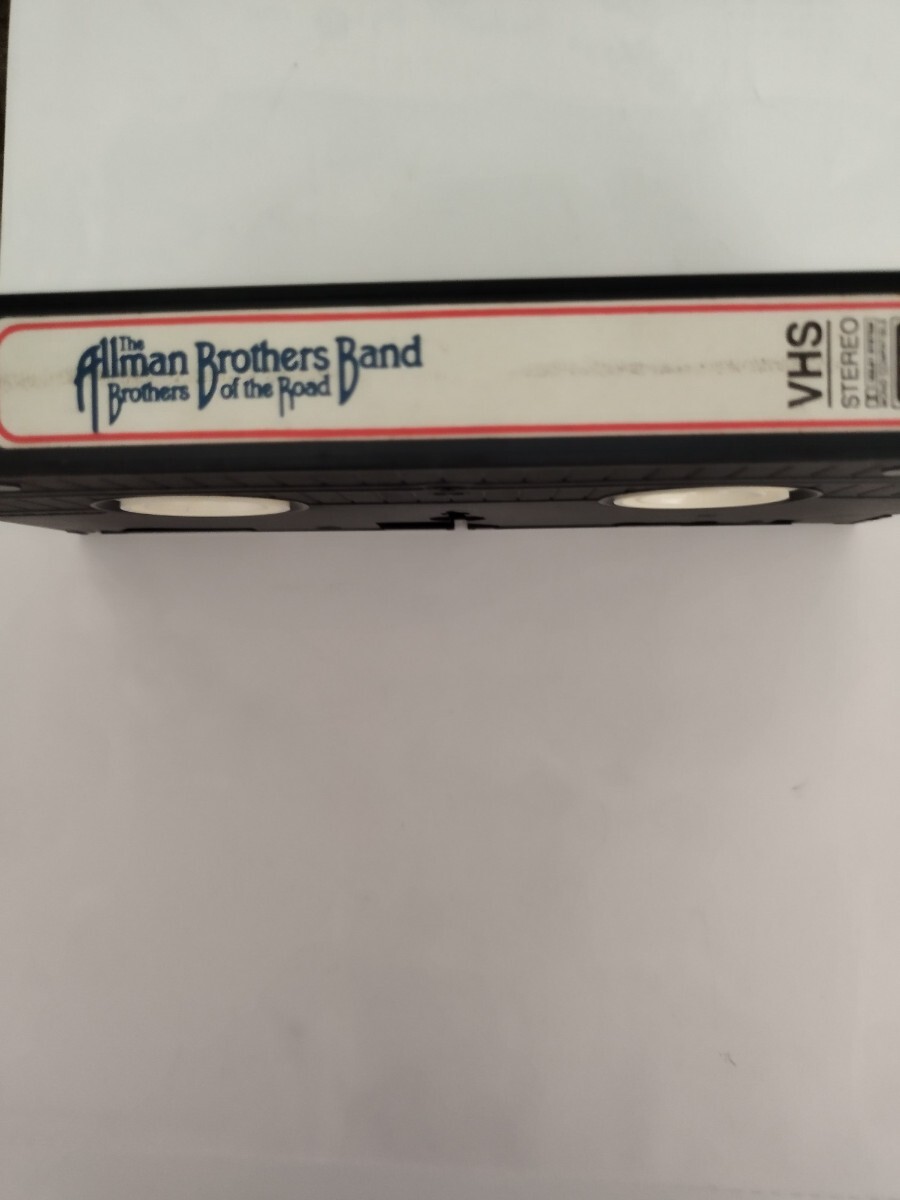 The
Allman Brothers Band
Brothers of the Road
VHS
STEREO